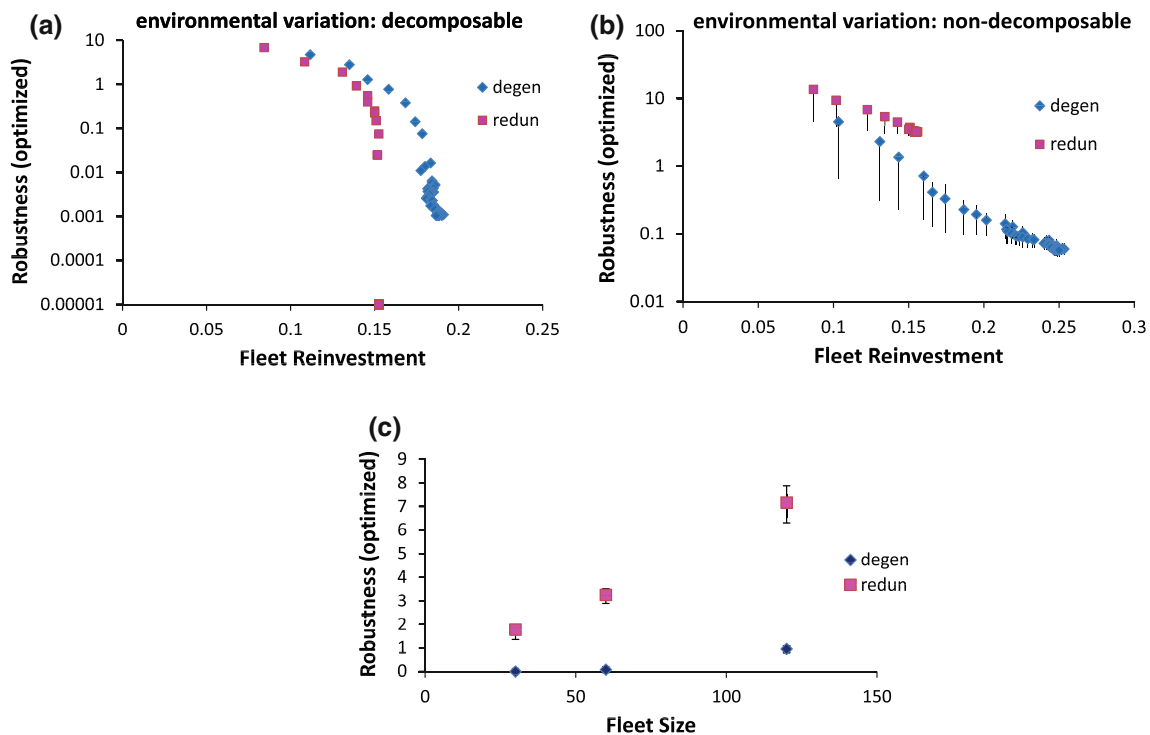 (a)
environmental variation: decomposable
Robustness (optimized)
10
1
0.1
0.01
0.001
0.0001
0.00001
0
0.05
0.1
0.15
0.2
0.25
Fleet Reinvestment
degen
redun
(b)
environmental variation: non-decomposable
Robustness (optimized)
100
10
1
0.1
0.01
0
0.05
0.1
0.15
0.2
0.25
0.3
Fleet Reinvestment
degen
redun
(c)
Robustness (optimized)
9
8
7
6
5
4
3
2
1
0
0
50
100
150
Fleet Size
degen
redun